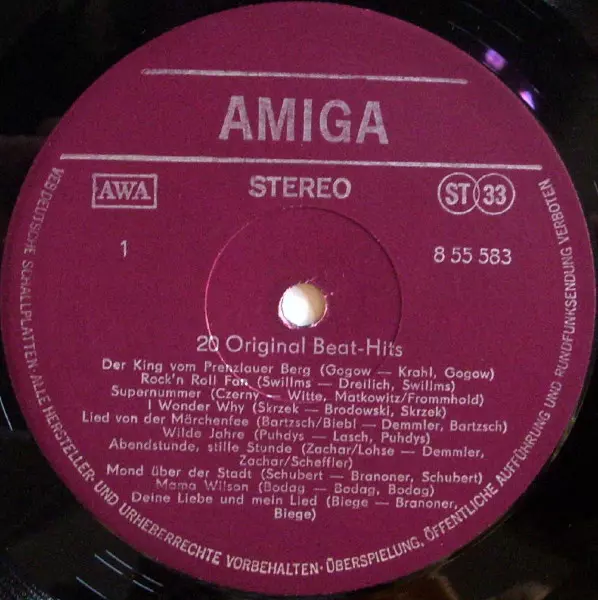 AMIGA
AWA
STEREO
ST 33
1
8 55 583
20 Original Beat-Hits
Der King vom Prenzlauer Berg (Gogow — Krahl, Gogow)
Rock'n Roll Fan (Swillms — Dreilich, Swillms)
Supernummer (Czerny — Witte, Matkowitz/Frommhold)
I Wonder Why (Skrzek — Brodowski, Skrzek)
Lied von der Märchenfee (Bartzsch/Biebl — Demmler, Bartzsch)
Wilde Jahre (Puhdys — Lasch, Puhdys)
Abendstunde, stille Stunde (Zachar/Lohse — Demmler,
Zachar/Scheffler)
Mond über der Stadt (Schubert — Branoner, Schubert)
Mama Wilson (Bodag — Bodag, Bodag)
Deine Liebe und mein Lied (Biege — Branoner,
Biege)
VEB DEUTSCHE SCHALLPLATTEN · ALLE HERSTELLER- UND URHEBERRECHTE VORBEHALTEN · ÜBERSPIELUNG, ÖFFENTLICHE AUFFÜHRUNG UND RUNDFUNKSENDUNG VERBOTEN